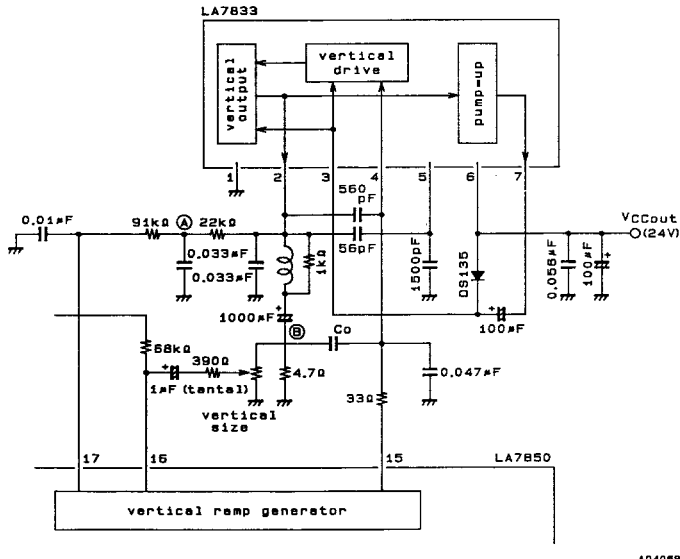 LA7833
vertical
output
vertical
drive
pump-up
1
2
3
4
5
6
7
560
pF
0.01µF
91kΩ
Ⓐ
22kΩ
56pF
VCCout
(24V)
0.033µF
0.033µF
1kΩ
1500pF
DS135
0.056µF
100µF
1000µF
Ⓑ
Co
100µF
68kΩ
390Ω
1µF (tantal)
4.7Ω
0.047µF
33Ω
vertical
size
17
16
15
LA7850
vertical ramp generator